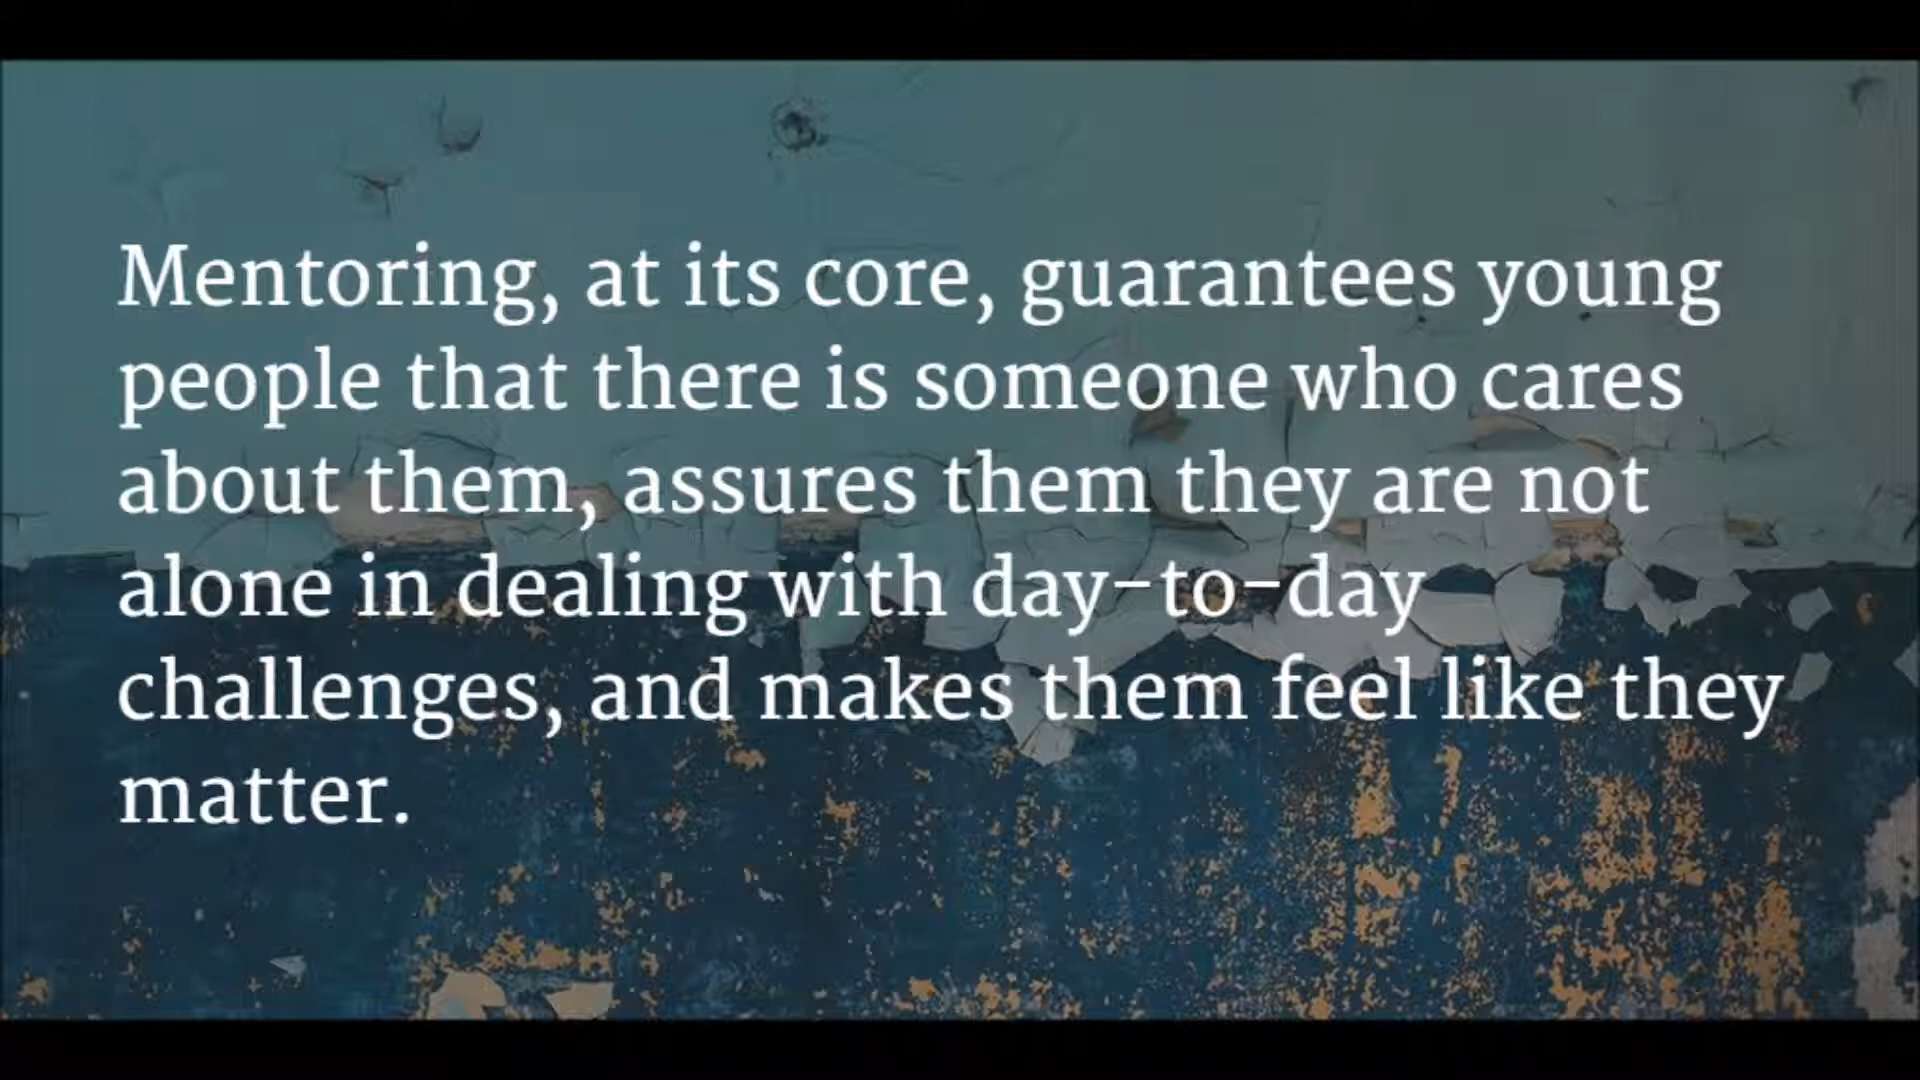 Mentoring, at its core, guarantees young
people that there is someone who cares
about them, assures them they are not
alone in dealing with day-to-day
challenges, and makes them feel like they
matter.